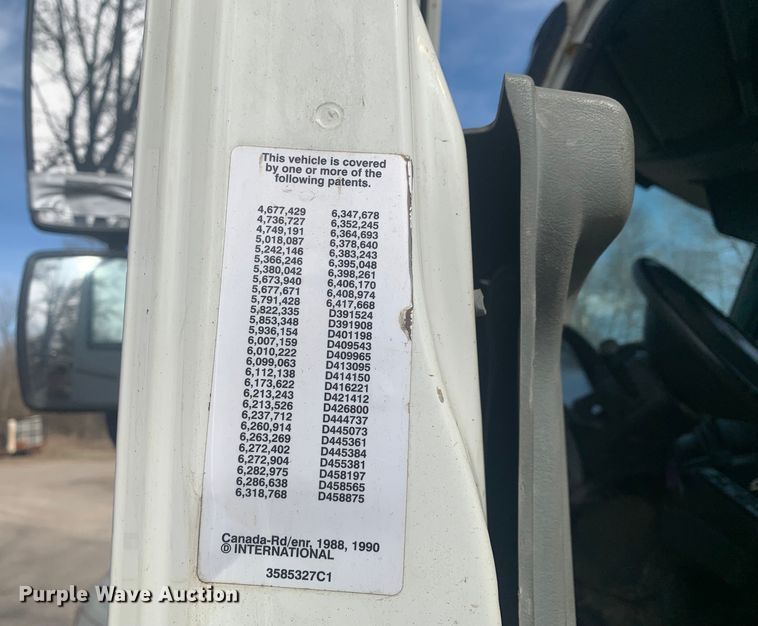 This vehicle is covered
by one or more of the
following patents.
4,677,429
4,736,727
4,749,191
5,018,087
5,242,146
5,366,246
5,380,042
5,673,940
5,677,671
5,791,428
5,822,335
5,853,348
5,936,154
6,007,159
6,010,222
6,099,063
6,112,138
6,173,622
6,213,243
6,213,526
6,237,712
6,260,914
6,263,269
6,272,402
6,272,904
6,282,975
6,286,638
6,318,768
6,347,678
6,352,245
6,364,693
6,378,640
6,383,243
6,395,048
6,398,261
6,406,170
6,408,974
6,417,668
D391524
D391908
D401198
D409543
D409965
D413095
D414150
D416221
D421412
D426800
D444737
D445073
D445361
D445384
D455381
D458197
D458565
D458875
Canada-Rd/enr. 1988, 1990
© INTERNATIONAL
3585327C1
Purple Wave Auction